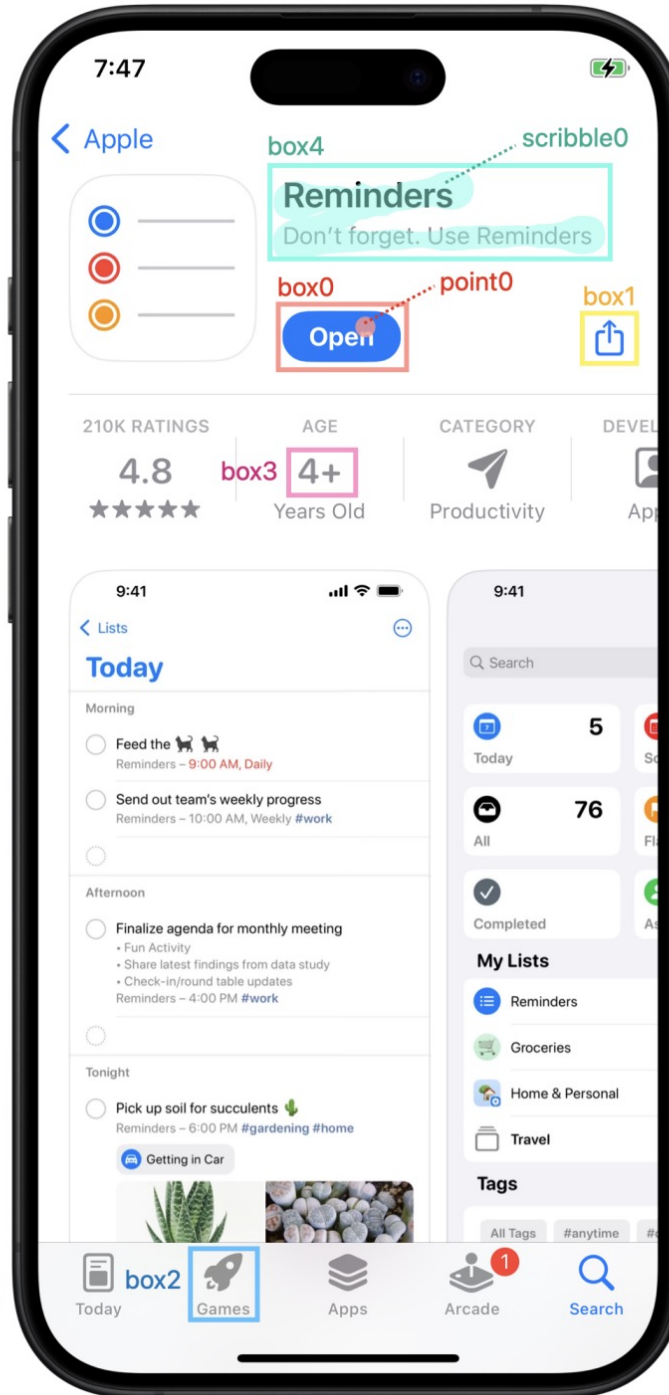 7:47
Apple
box4
scribble0
Reminders
Don't forget. Use Reminders
box0
point0
box1
Open
210K RATINGS
AGE
CATEGORY
DEVEL
4.8
box3
4+
Years Old
Productivity
App
9:41
Lists
Today
Morning
Feed the
Reminders – 9:00 AM, Daily
Send out team's weekly progress
Reminders – 10:00 AM, Weekly #work
Afternoon
Finalize agenda for monthly meeting
• Fun Activity
• Share latest findings from data study
• Check-in/round table updates
Reminders – 4:00 PM #work
Tonight
Pick up soil for succulents
Reminders – 6:00 PM #gardening #home
Getting in Car
9:41
Search
7
5
Today
Sc
76
All
Fla
Completed
As
My Lists
Reminders
Groceries
Home & Personal
Travel
Tags
All Tags #anytime
box2
1
Today
Games
Apps
Arcade
Search